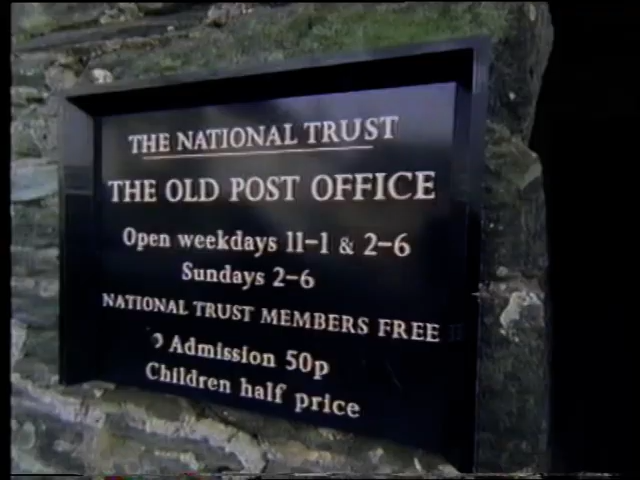 THE NATIONAL TRUST
THE OLD POST OFFICE
Open weekdays 11-1 & 2-6
Sundays 2-6
NATIONAL TRUST MEMBERS FREE
Admission 50p
Children half price